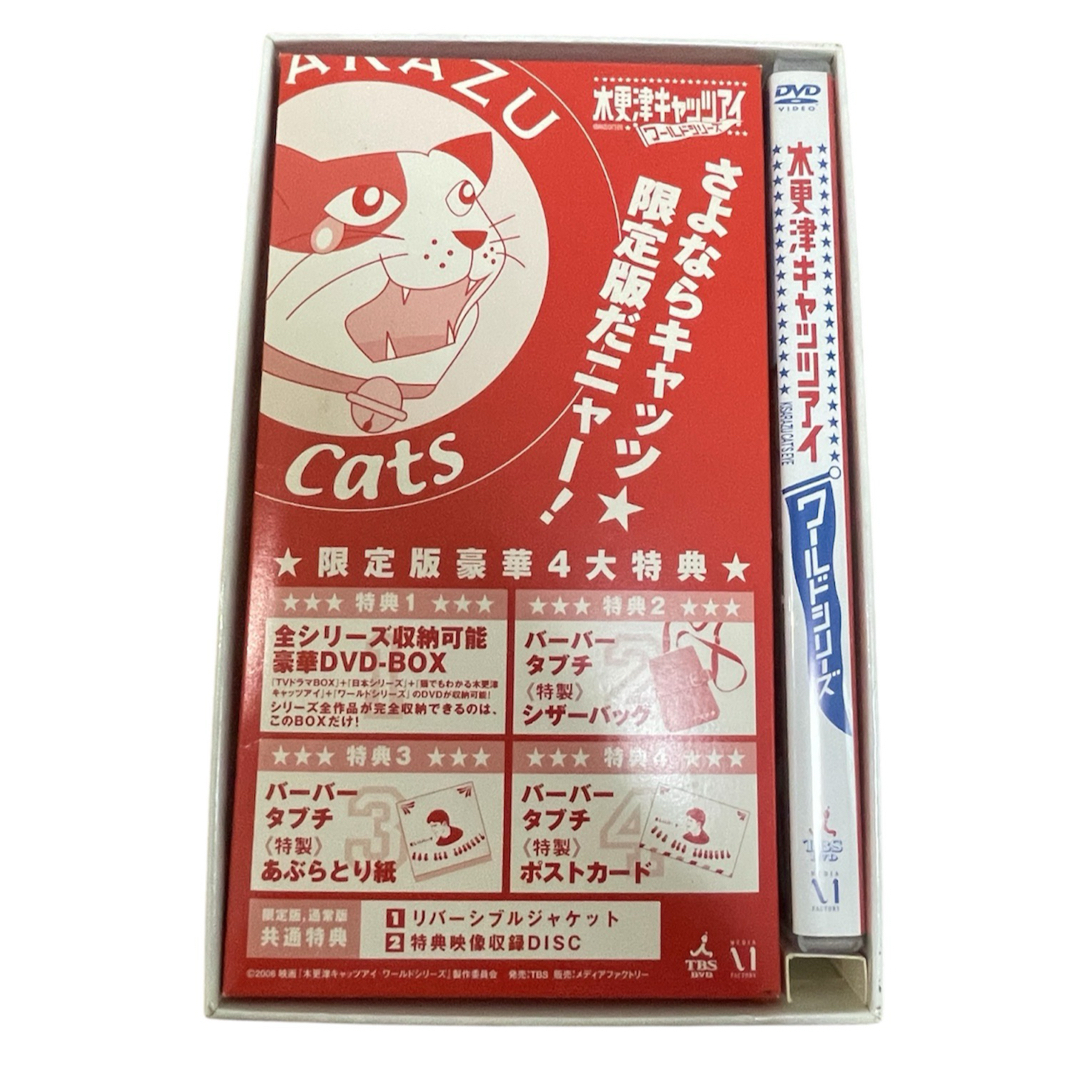 ARAZU
木更津キャッツアイ
ワールドシリーズ
さよならキャッツ★
限定版だニャー!
cats
★限定版豪華4大特典★
★★★ 特典1 ★★★
全シリーズ収納可能
豪華DVD-BOX
「TVドラマBOX」+「日本シリーズ」+「猫でもわかる木更津
キャッツアイ」+「ワールドシリーズ」のDVDが収納可能!
シリーズ全作品が完全収納できるのは、
このBOXだけ!
★★★ 特典2 ★★★
バーバー
タブチ
〈特製〉
シザーバッグ
★★★ 特典3 ★★★
3
バーバー
タブチ
〈特製〉
あぶらとり紙
★★★ 特典4 ★★★
4
バーバー
タブチ
〈特製〉
ポストカード
限定版,通常版
共通特典
1 リバーシブルジャケット
2 特典映像収録DISC
©2006 映画「木更津キャッツアイ ワールドシリーズ」製作委員会 発売:TBS 販売:メディアファクトリー
TBS
DVD
MEDIA
FACTORY
DVD
VIDEO
木更津キャッツアイ
KISARAZU CAT'S EYE
ワールドシリーズ
TBS
DVD
MEDIA
FACTORY